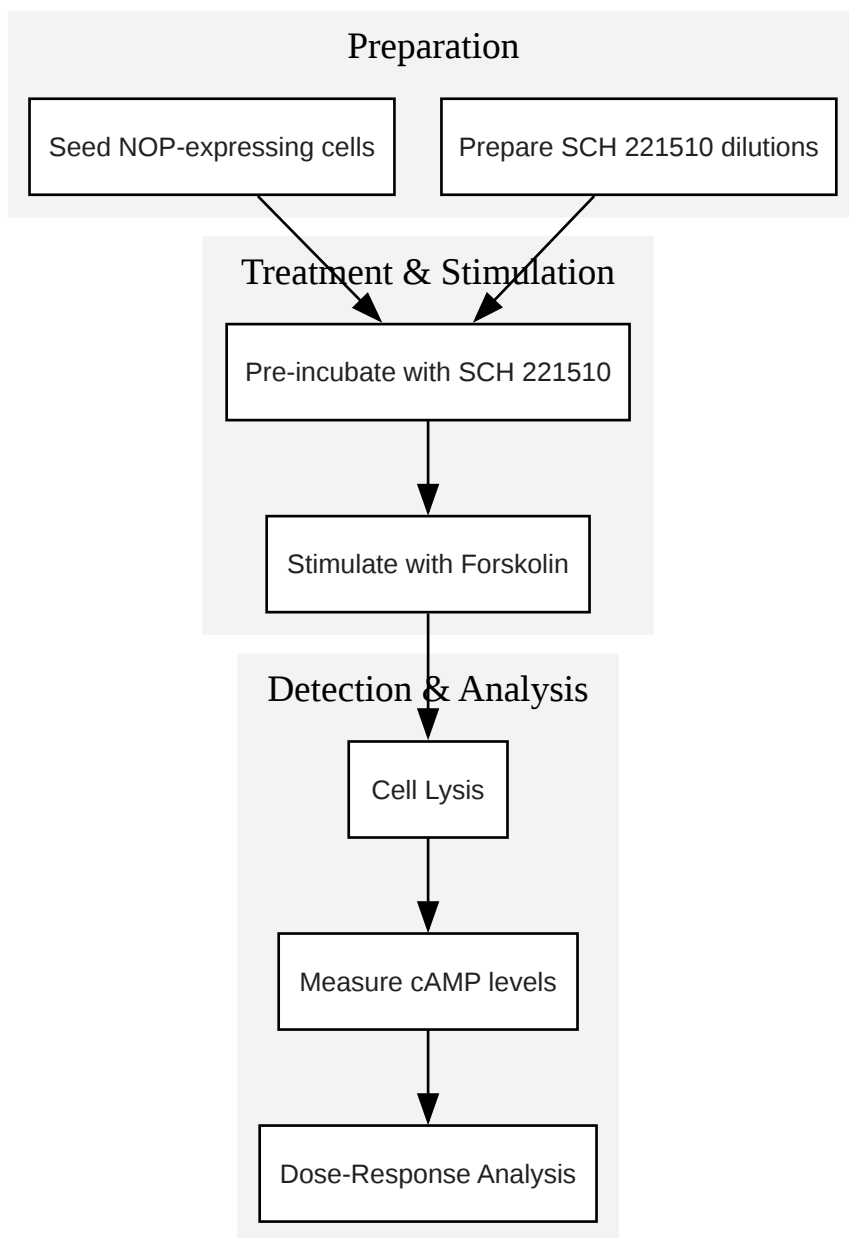 Preparation
Seed NOP-expressing cells
Prepare SCH 221510 dilutions
Treatment & Stimulation
Pre-incubate with SCH 221510
Stimulate with Forskolin
Detection & Analysis
Cell Lysis
Measure cAMP levels
Dose-Response Analysis